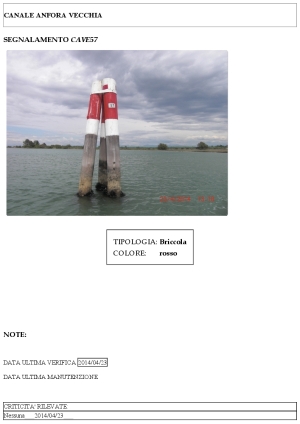 CANALE ANFORA VECCHIA
SEGNALAMENTO CAVE57
TIPOLOGIA: Briccola
COLORE: rosso
NOTE:
DATA ULTIMA VERIFICA 2014/04/23
DATA ULTIMA MANUTENZIONE
CRITICITA' RILEVATE
Nessuna 2014/04/23